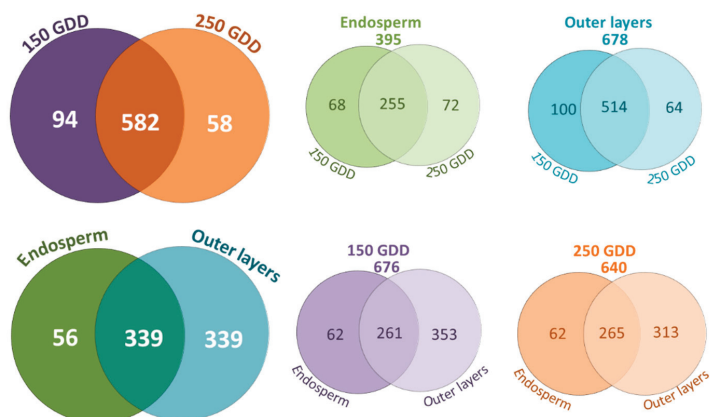 150 GDD
250 GDD
94
582
58
Endosperm
395
68
255
72
150 GDD
250 GDD
Outer layers
678
100
514
64
150 GDD
250 GDD
Endosperm
Outer layers
56
339
339
150 GDD
676
62
261
353
Endosperm
Outer layers
250 GDD
640
62
265
313
Endosperm
Outer layers